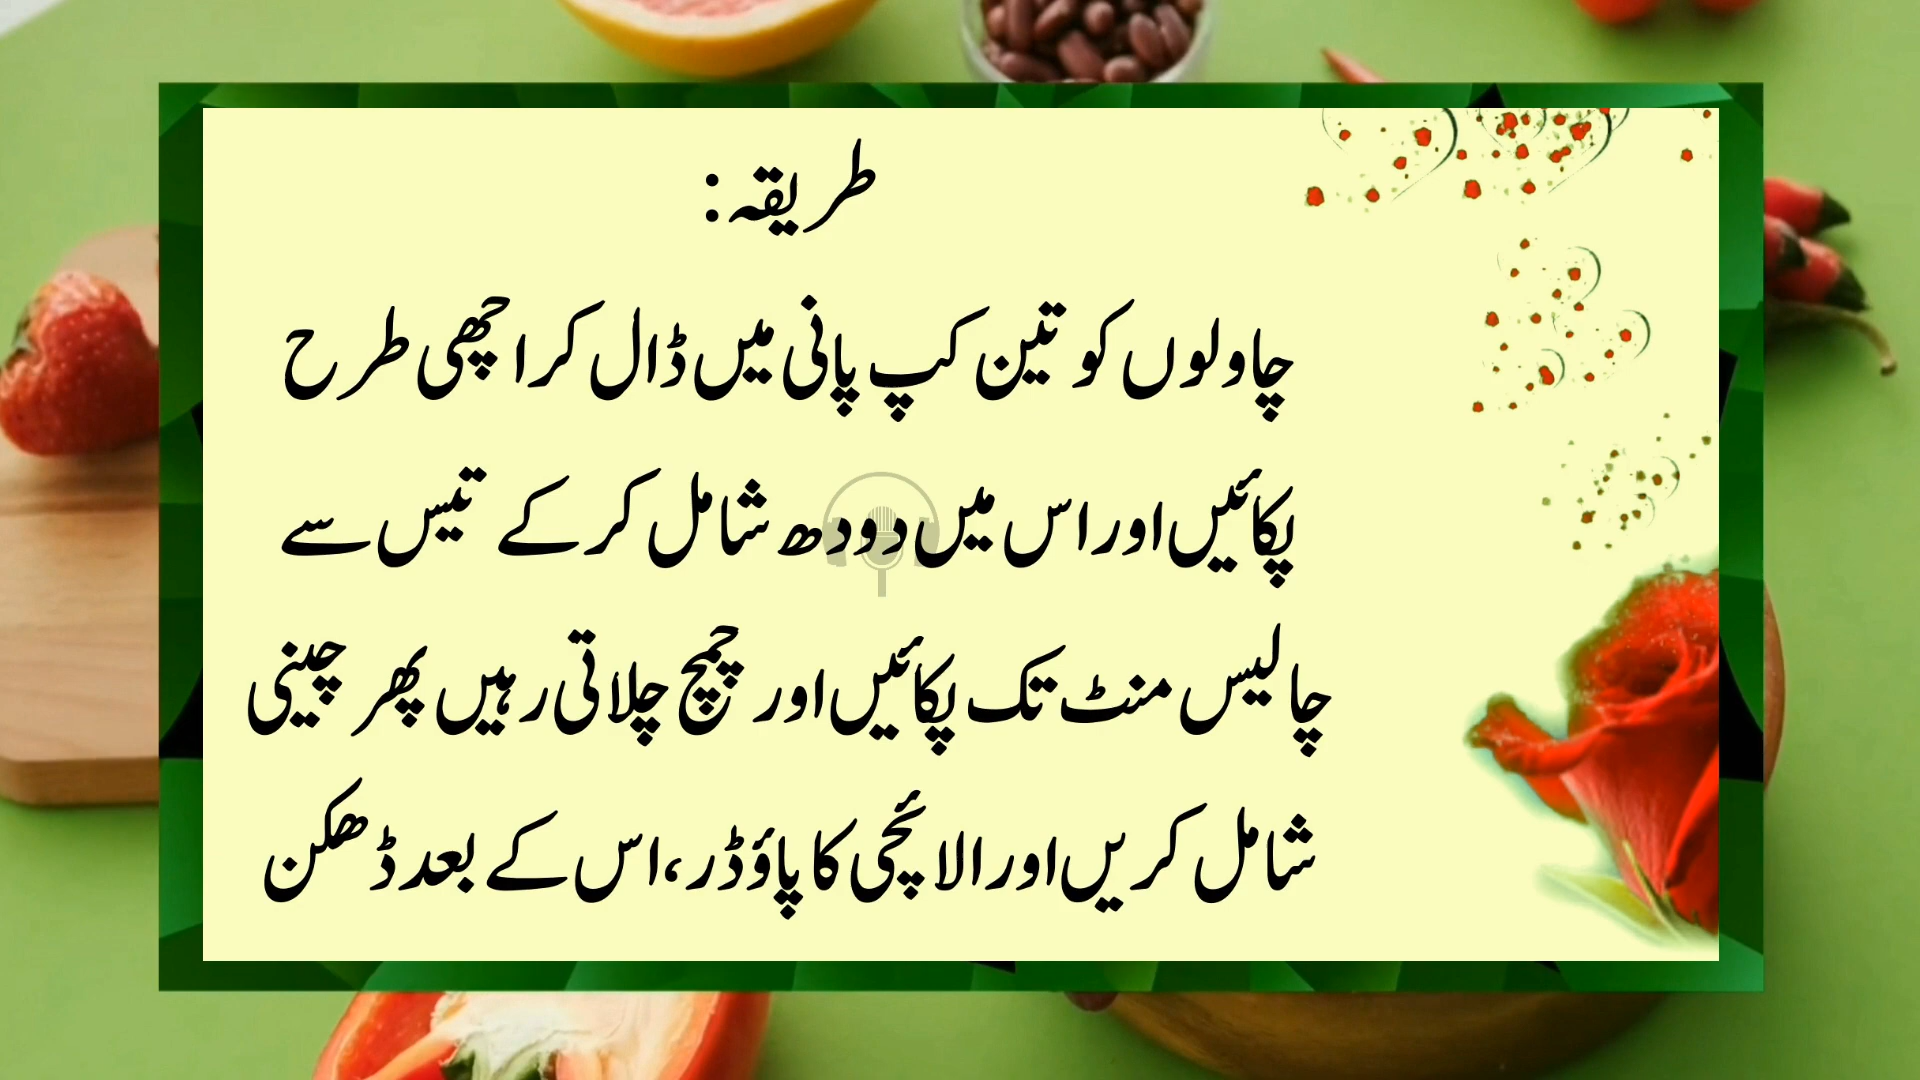 طریقہ:
چاولوں کو تین کپ پانی میں ڈال کر اچھی طرح
پکائیں اور اس میں دودھ شامل کر کے تیس سے
چالیس منٹ تک پکائیں اور چمچ چلاتی رہیں پھر چینی
شامل کریں اور الائچی کا پاؤڈر، اس کے بعد ڈھکن